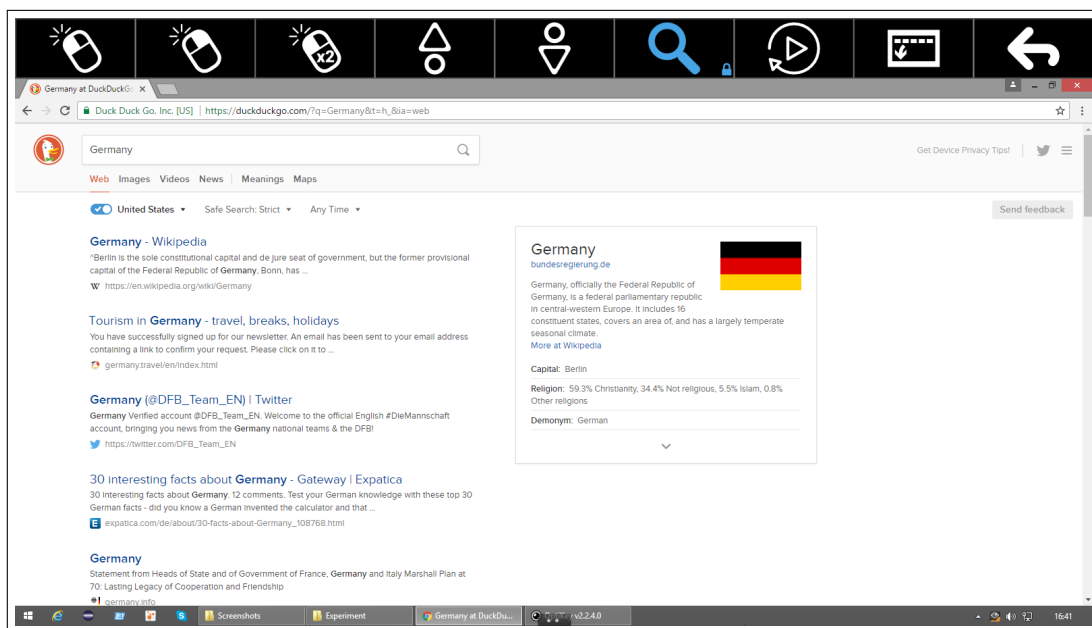 x2
Germany at DuckDuckGo
Duck Duck Go, Inc. [US] | https://duckduckgo.com/?q=Germany&t=h_&ia=web
Germany
Get Device Privacy Tips!
Web Images Videos News Meanings Maps
United States Safe Search: Strict Any Time
Send feedback
Germany - Wikipedia
^Berlin is the sole constitutional capital and de jure seat of government, but the former provisional
capital of the Federal Republic of Germany, Bonn, has ...
W https://en.wikipedia.org/wiki/Germany
Tourism in Germany - travel, breaks, holidays
You have successfully signed up for our newsletter. An email has been sent to your email address
containing a link to confirm your request. Please click on it to ...
germany.travel/en/index.html
Germany (@DFB_Team_EN) | Twitter
Germany Verified account @DFB_Team_EN. Welcome to the official English #DieMannschaft
account, bringing you news from the Germany national teams & the DFB!
https://twitter.com/DFB_Team_EN
30 interesting facts about Germany - Gateway | Expatica
30 interesting facts about Germany. 12 comments. Test your German knowledge with these top 30
German facts - did you know a German invented the calculator and that ...
E expatica.com/de/about/30-facts-about-Germany_108768.html
Germany
Statement from Heads of State and of Government of France, Germany and Italy Marshall Plan at
70: Lasting Legacy of Cooperation and Friendship
germany.info
Germany
bundesregierung.de
Germany, officially the Federal Republic of
Germany, is a federal parliamentary republic
in central-western Europe. It includes 16
constituent states, covers an area of, and has a largely temperate
seasonal climate.
More at Wikipedia
Capital: Berlin
Religion: 59.3% Christianity, 34.4% Not religious, 5.5% Islam, 0.8%
Other religions
Demonym: German
Screenshots Experiment Germany at DuckDu... v2.2.4.0 16:41